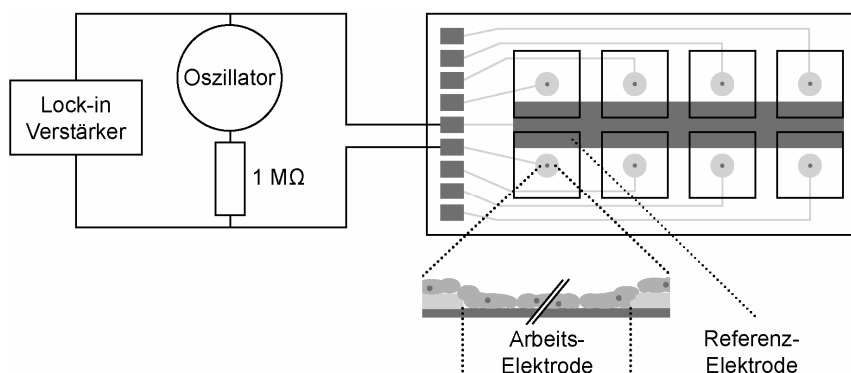 Oszillator
Lock-in
Verstärker
1 MΩ
Arbeits-
Elektrode
Referenz-
Elektrode